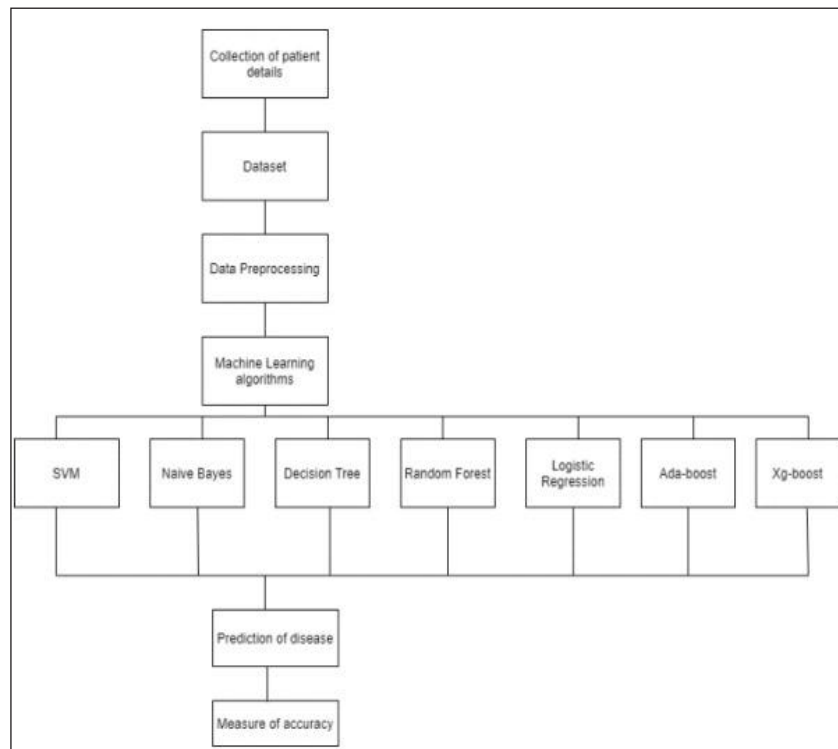 Collection of patient
details
Dataset
Data Preprocessing
Machine Learning
algorithms
SVM
Naive Bayes
Decision Tree
Random Forest
Logistic
Regression
Ada-boost
Xg-boost
Prediction of disease
Measure of accuracy